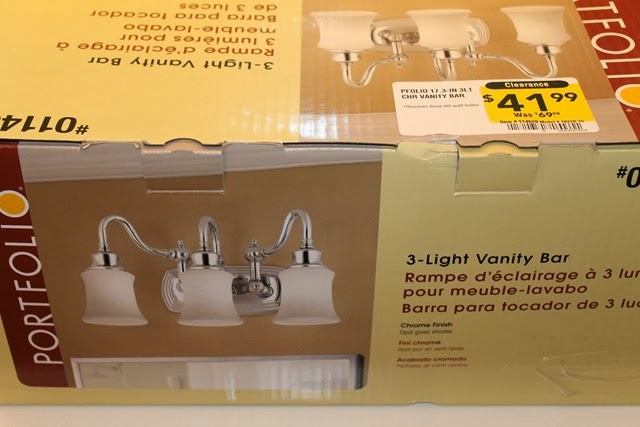 3-Light Vanity Bar
Rampe d'éclairage à
3 lumières pour
meuble-lavabo
Barra para tocador
de 3 luces
#0114
PORTFOLIO
PFOLIO 17.3-IN 3LT
CHR VANITY BAR
Clearance
$41.99
Was $69
PORTFOLIO
#0
3-Light Vanity Bar
Rampe d'éclairage à 3 lu
pour meuble-lavabo
Barra para tocador de 3 lu
Chrome Finish
Opal glass shades
Fini chrome
Acabado cromado